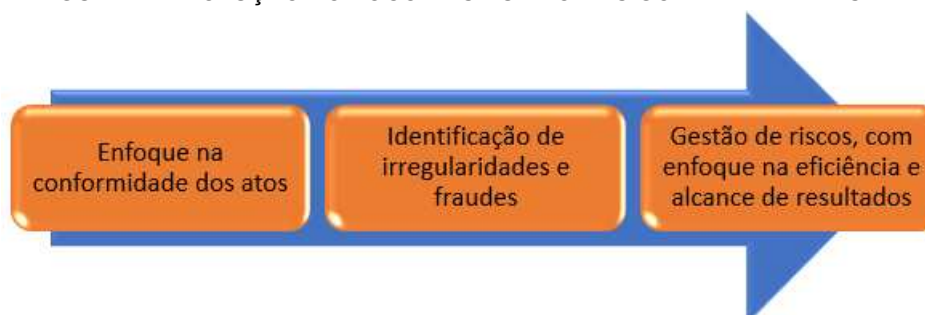 Enfoque na
conformidade dos atos
Identificação de
irregularidades e
fraudes
Gestão de riscos, com
enfoque na eficiência e
alcance de resultados